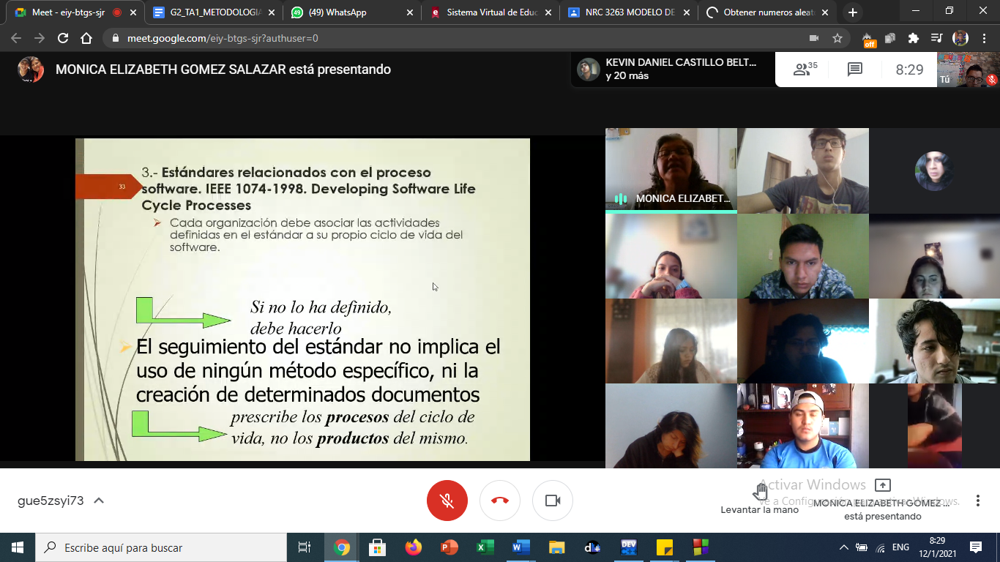 Meet - eiy-btgs-sjr
G2_TA1_METODOLOGIA
(49) WhatsApp
Sistema Virtual de Educ
NRC 3263 MODELO DE
Obtener numeros aleat
meet.google.com/eiy-btgs-sjr?authuser=0
off
MONICA ELIZABETH GOMEZ SALAZAR está presentando
KEVIN DANIEL CASTILLO BELT...
y 20 más
35
8:29
Tú
33
3.- Estándares relacionados con el proceso
software. IEEE 1074-1998. Developing Software Life
Cycle Processes
Cada organización debe asociar las actividades
definidas en el estándar a su propio ciclo de vida del
software.
Si no lo ha definido,
debe hacerlo
El seguimiento del estándar no implica el
uso de ningún método específico, ni la
creación de determinados documentos
prescribe los procesos del ciclo de
vida, no los productos del mismo.
MONICA ELIZABET...
gue5zsyi73
Levantar la mano
Activar Windows
Ve a Configuración para activar Windows.
MONICA ELIZABETH GOMEZ ...
está presentando
Escribe aquí para buscar
DEV
ENG
8:29
12/1/2021